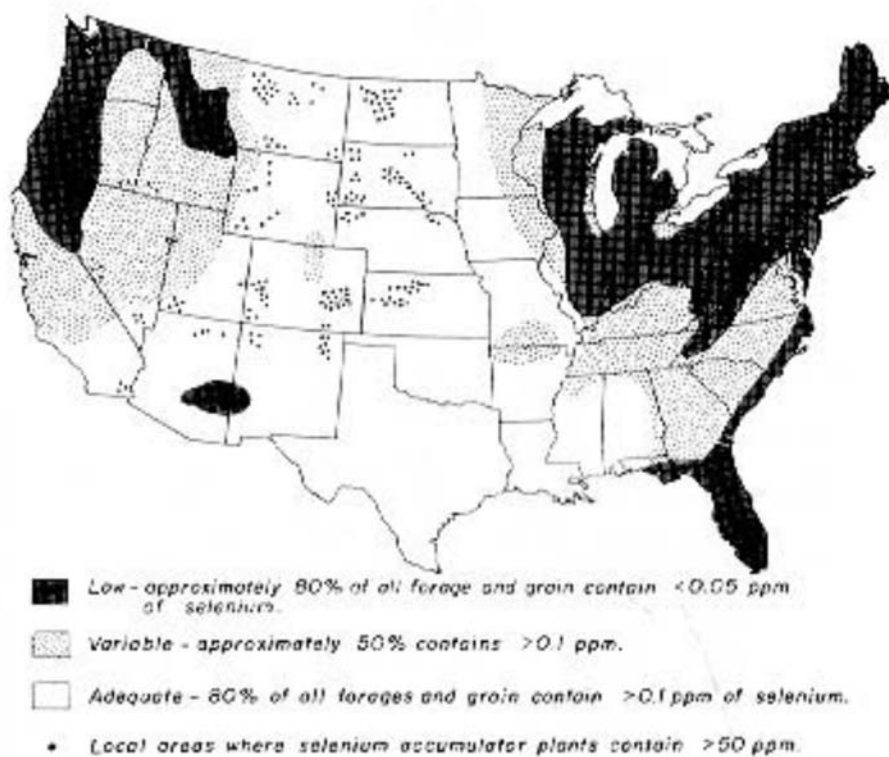 Low - approximately 80% of all forage and grain contain <0.05 ppm
of selenium.
Variable - approximately 50% contains >0.1 ppm.
Adequate - 80% of all forages and grain contain >0.1 ppm of selenium.
• Local areas where selenium accumulator plants contain >50 ppm.